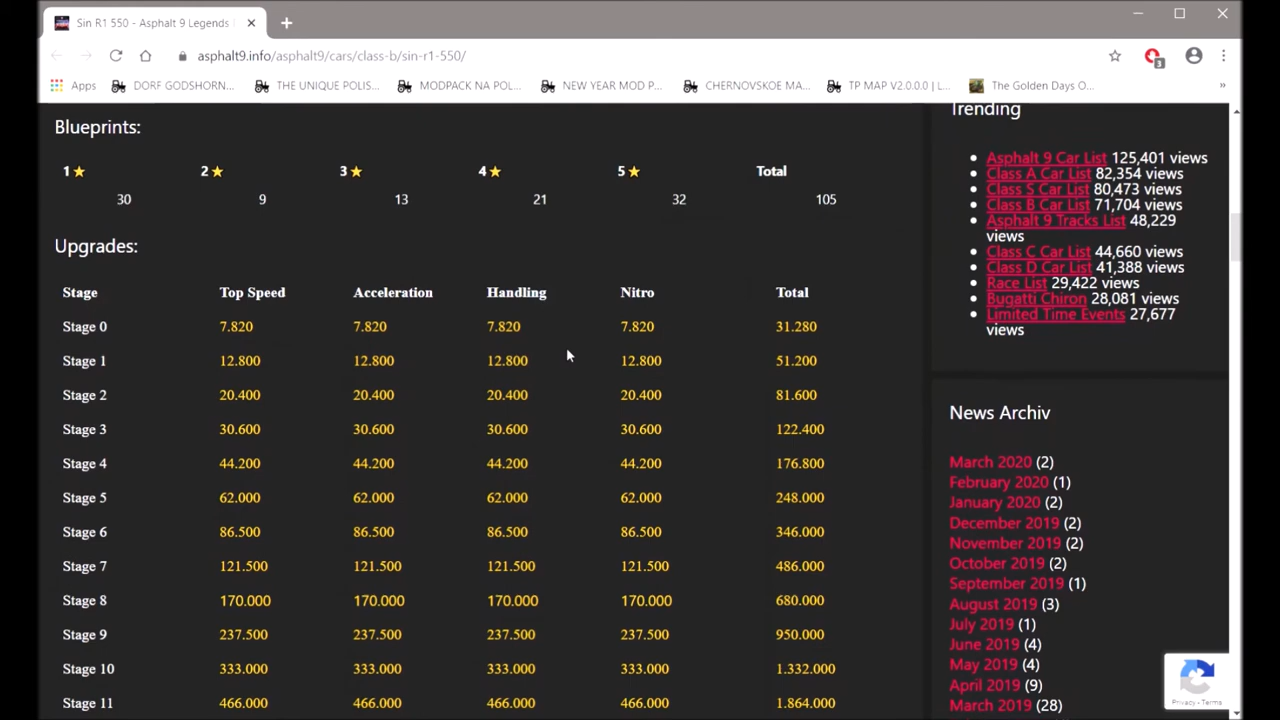 Sin R1 550 - Asphalt 9 Legends
asphalt9.info/asphalt9/cars/class-b/sin-r1-550/
3
Apps DORF GODSHORN... THE UNIQUE POLIS... MODPACK NA POL... NEW YEAR MOD P... CHERNOVSKOE MA... TP MAP V2.0.0.0 | L... The Golden Days O... »
Blueprints:
1 2 3 4 5 Total
30 9 13 21 32 105
Upgrades:
Stage Top Speed Acceleration Handling Nitro Total
Stage 0 7.820 7.820 7.820 7.820 31.280
Stage 1 12.800 12.800 12.800 12.800 51.200
Stage 2 20.400 20.400 20.400 20.400 81.600
Stage 3 30.600 30.600 30.600 30.600 122.400
Stage 4 44.200 44.200 44.200 44.200 176.800
Stage 5 62.000 62.000 62.000 62.000 248.000
Stage 6 86.500 86.500 86.500 86.500 346.000
Stage 7 121.500 121.500 121.500 121.500 486.000
Stage 8 170.000 170.000 170.000 170.000 680.000
Stage 9 237.500 237.500 237.500 237.500 950.000
Stage 10 333.000 333.000 333.000 333.000 1.332.000
Stage 11 466.000 466.000 466.000 466.000 1.864.000
Trending
Asphalt 9 Car List 125,401 views
Class A Car List 82,354 views
Class S Car List 80,473 views
Class B Car List 71,704 views
Asphalt 9 Tracks List 48,229
views
Class C Car List 44,660 views
Class D Car List 41,388 views
Race List 29,422 views
Bugatti Chiron 28,081 views
Limited Time Events 27,677
views
News Archiv
March 2020 (2)
February 2020 (1)
January 2020 (2)
December 2019 (2)
November 2019 (2)
October 2019 (2)
September 2019 (1)
August 2019 (3)
July 2019 (1)
June 2019 (4)
May 2019 (4)
April 2019 (9)
March 2019 (28)
Privacy - Terms